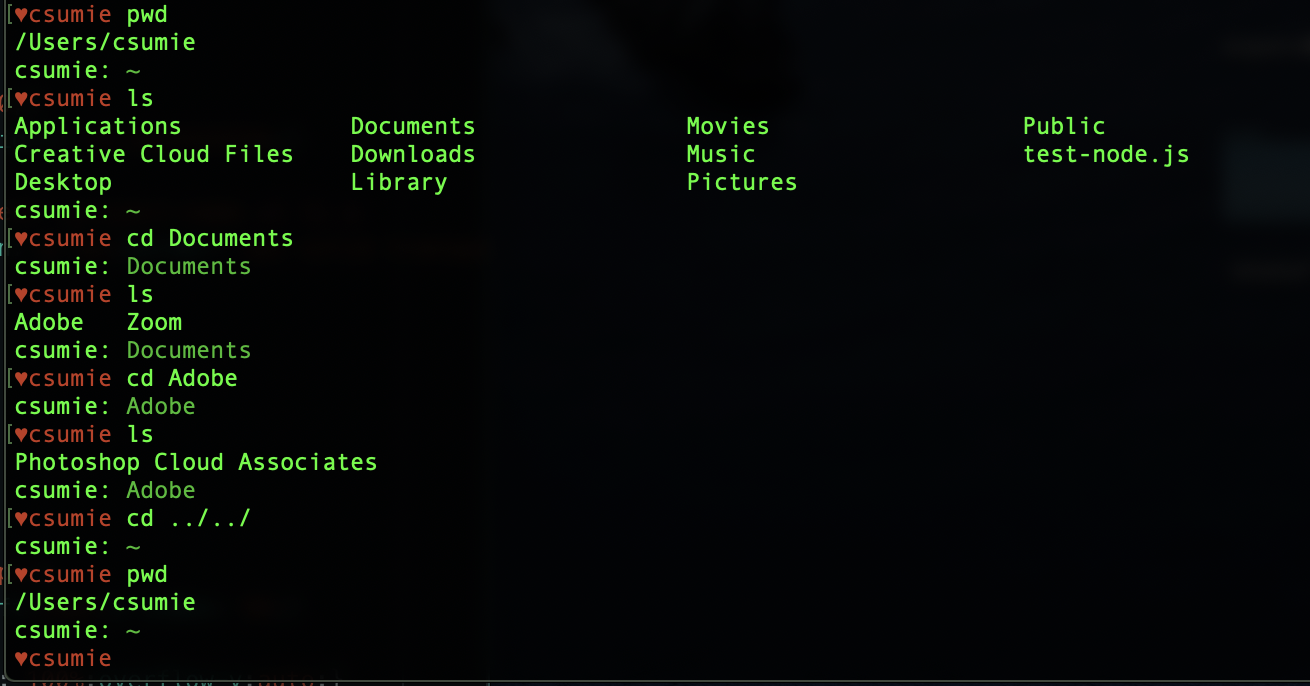 [♥csumie pwd
/Users/csumie
csumie: ~
[♥csumie ls
Applications Documents Movies Public
Creative Cloud Files Downloads Music test-node.js
Desktop Library Pictures
csumie: ~
[♥csumie cd Documents
csumie: Documents
[♥csumie ls
Adobe Zoom
csumie: Documents
[♥csumie cd Adobe
csumie: Adobe
[♥csumie ls
Photoshop Cloud Associates
csumie: Adobe
[♥csumie cd ../../
csumie: ~
[♥csumie pwd
/Users/csumie
csumie: ~
♥csumie